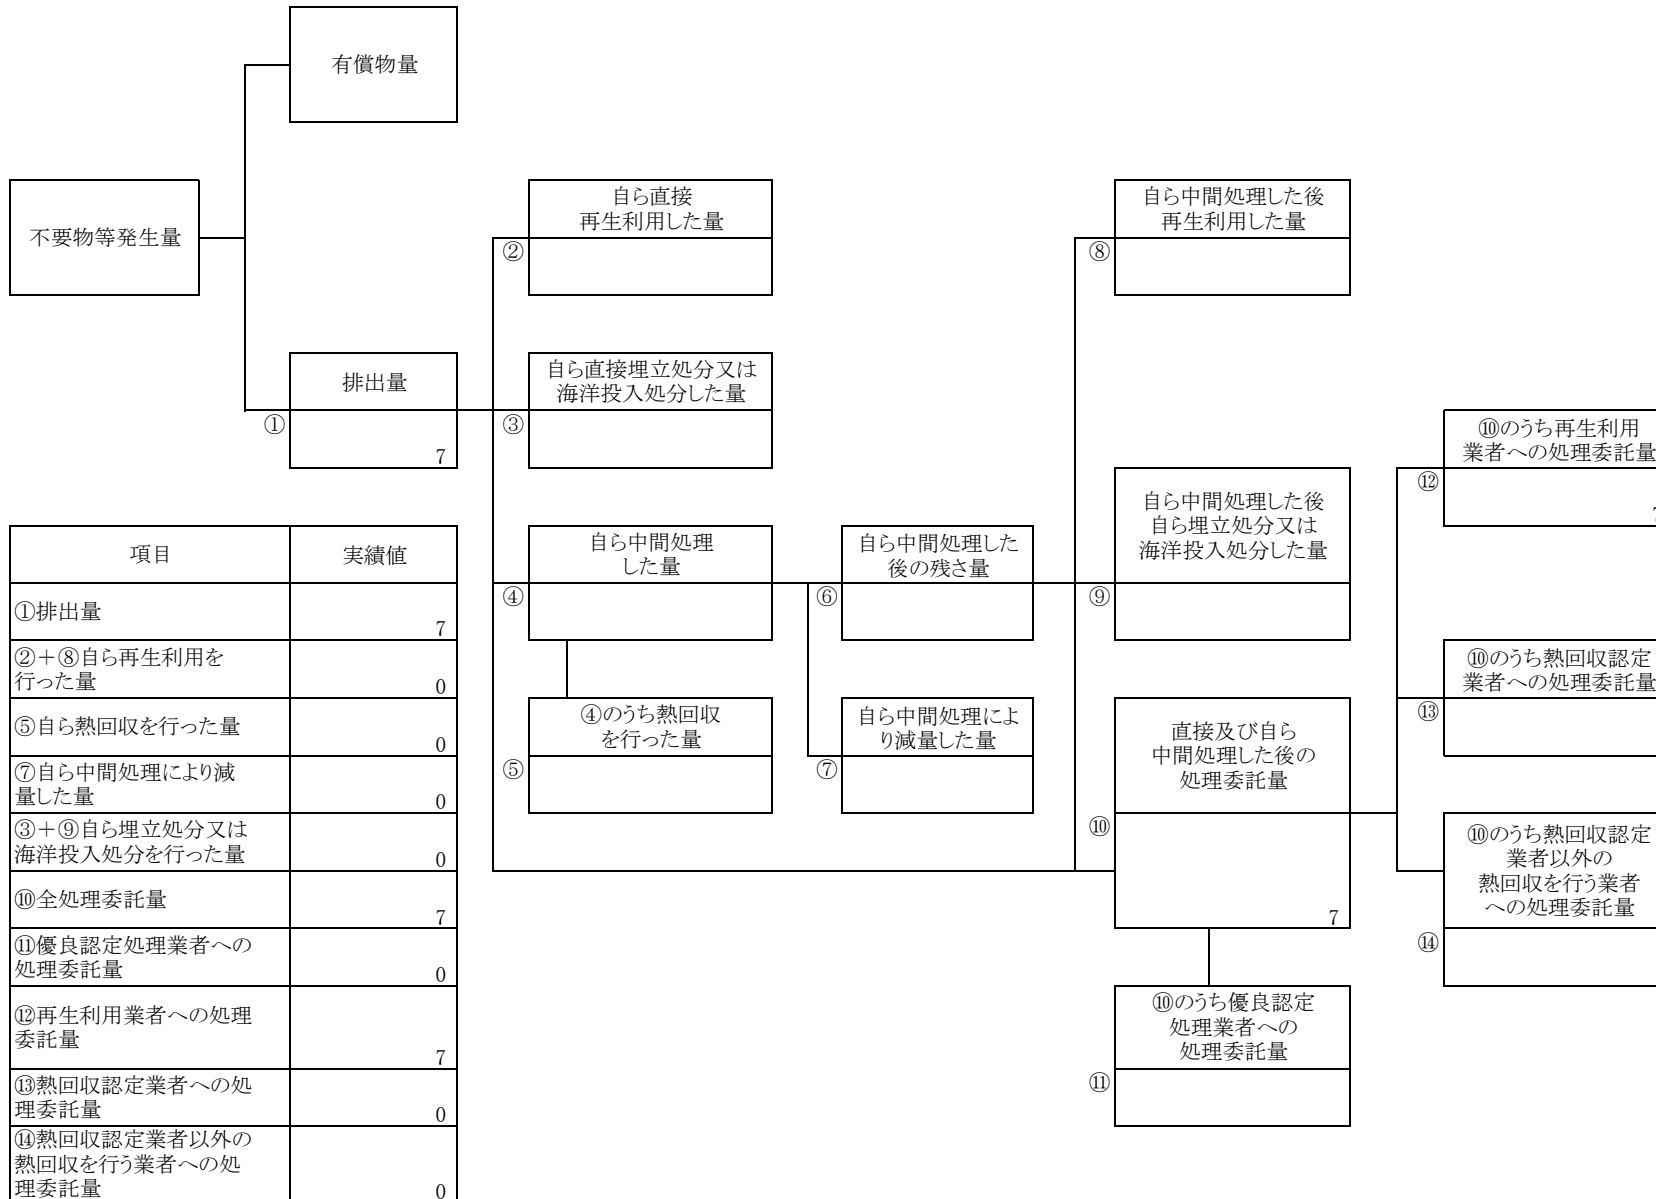 有償物量
不要物等発生量
自ら直接
再生利用した量
②
自ら中間処理した後
再生利用した量
⑧
排出量
①
7
自ら直接埋立処分又は
海洋投入処分した量
③
⑩のうち再生利用
業者への処理委託量
⑫
自ら中間処理
した量
④
自ら中間処理した
後の残さ量
⑥
自ら中間処理した後
自ら埋立処分又は
海洋投入処分した量
⑨
④のうち熱回収
を行った量
⑤
自ら中間処理によ
り減量した量
⑦
直接及び自ら
中間処理した後の
処理委託量
⑩
7
⑩のうち熱回収認定
業者への処理委託量
⑬
⑩のうち熱回収認定
業者以外の
熱回収を行う業者
への処理委託量
⑭
⑩のうち優良認定
処理業者への
処理委託量
⑪
項目 実績値
①排出量
7
②+⑧自ら再生利用を
行った量
0
⑤自ら熱回収を行った量
0
⑦自ら中間処理により減
量した量
0
③+⑨自ら埋立処分又は
海洋投入処分を行った量
0
⑩全処理委託量
7
⑪優良認定処理業者への
処理委託量
0
⑫再生利用業者への処理
委託量
7
⑬熱回収認定業者への処
理委託量
0
⑭熱回収認定業者以外の
熱回収を行う業者への処
理委託量
0